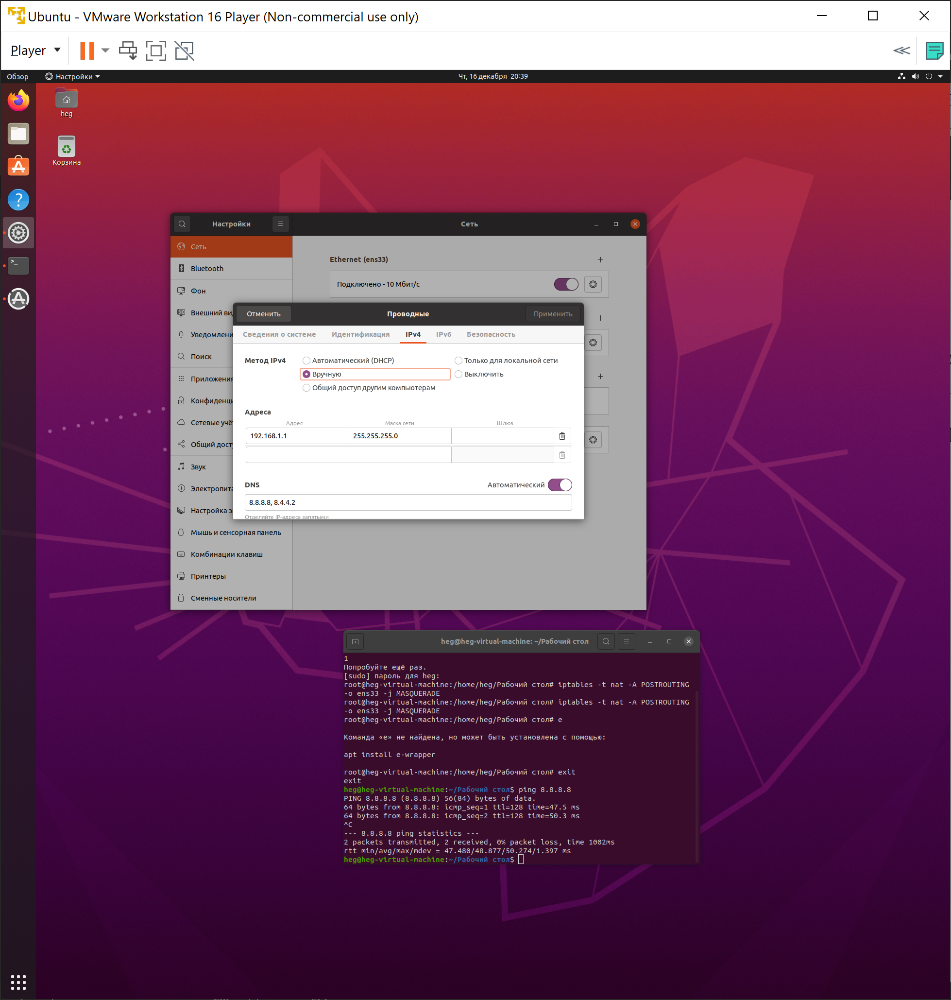 Ubuntu - VMware Workstation 16 Player (Non-commercial use only)
Player
Обзор
Настройки
Чт, 16 декабря 20:39
heg
Корзина
Настройки
Сеть
Сеть
Bluetooth
Фон
Внешний ви
Уведомлени
Поиск
Приложения
Конфиденци
Сетевые учёт
Общий досту
Звук
Электропита
Настройка э
Мышь и сенсорная панель
Комбинации клавиш
Принтеры
Сменные носители
Ethernet (ens33)
Подключено - 10 Мбит/с
Отменить
Проводные
Применить
Сведения о системе
Идентификация
IPv4
IPv6
Безопасность
Метод IPv4
Автоматический (DHCP)
Только для локальной сети
Вручную
Выключить
Общий доступ другим компьютерам
Адреса
Адрес
Маска сети
Шлюз
192.168.1.1
255.255.255.0
DNS
Автоматический
8.8.8.8, 8.4.4.2
Отделяйте IP-адреса запятыми
heg@heg-virtual-machine: ~/Рабочий стол
1
Попробуйте ещё раз.
[sudo] пароль для heg:
root@heg-virtual-machine:/home/heg/Рабочий стол# iptables -t nat -A POSTROUTING
-o ens33 -j MASQUERADE
root@heg-virtual-machine:/home/heg/Рабочий стол# iptables -t nat -A POSTROUTING
-o ens33 -j MASQUERADE
root@heg-virtual-machine:/home/heg/Рабочий стол# e
Команда «e» не найдена, но может быть установлена с помощью:
apt install e-wrapper
root@heg-virtual-machine:/home/heg/Рабочий стол# exit
exit
heg@heg-virtual-machine:~/Рабочий стол$ ping 8.8.8.8
PING 8.8.8.8 (8.8.8.8) 56(84) bytes of data.
64 bytes from 8.8.8.8: icmp_seq=1 ttl=128 time=47.5 ms
64 bytes from 8.8.8.8: icmp_seq=2 ttl=128 time=50.3 ms
^C
--- 8.8.8.8 ping statistics ---
2 packets transmitted, 2 received, 0% packet loss, time 1002ms
rtt min/avg/max/mdev = 47.480/48.877/50.274/1.397 ms
heg@heg-virtual-machine:~/Рабочий стол$